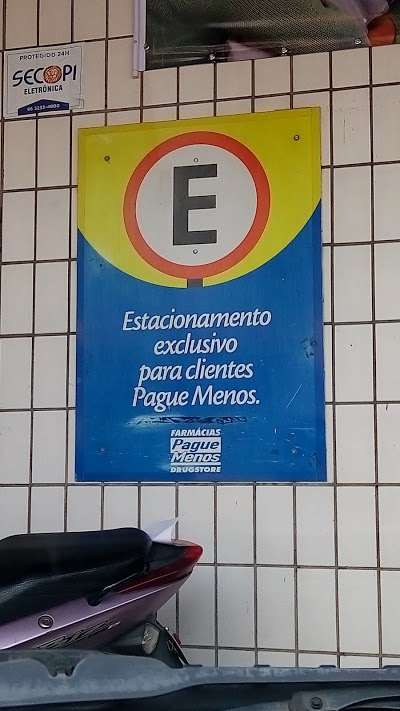 PROTEGIDO 24H
SECOPI
ELETRÔNICA
E
Estacionamento
exclusivo
para clientes
Pague Menos.
FARMÁCIAS
Pague
Menos
DRUGSTORE